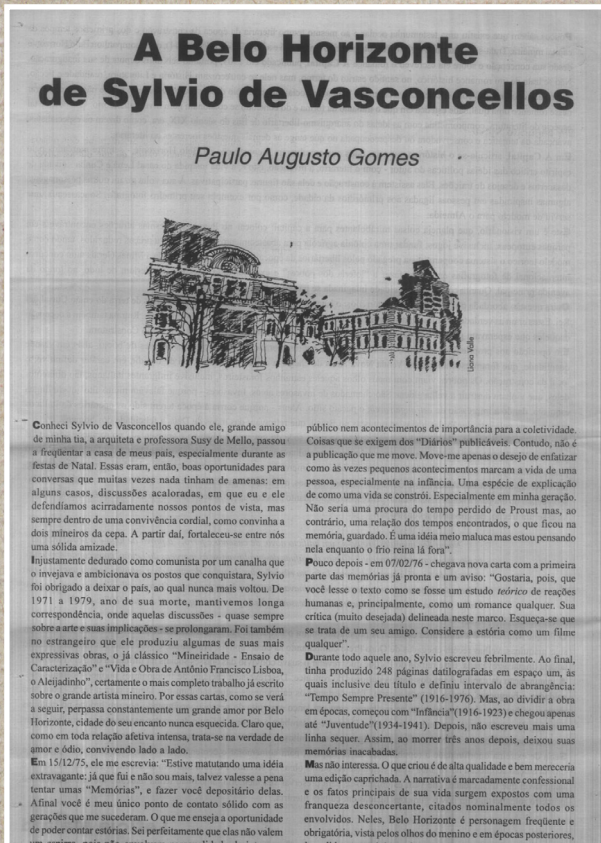 A Belo Horizonte
de Sylvio de Vasconcellos
Paulo Augusto Gomes
Liana Valle
Conheci Sylvio de Vasconcellos quando ele, grande amigo
de minha tia, a arquiteta e professora Susy de Mello, passou
a freqüentar a casa de meus pais, especialmente durante as
festas de Natal. Essas eram, então, boas oportunidades para
conversas que muitas vezes nada tinham de amenas: em
alguns casos, discussões acaloradas, em que eu e ele
defendíamos acirradamente nossos pontos de vista, mas
sempre dentro de uma convivência cordial, como convinha a
dois mineiros da cepa. A partir daí, fortaleceu-se entre nós
uma sólida amizade.
Injustamente dedurado como comunista por um canalha que
o invejava e ambicionava os postos que conquistara, Sylvio
foi obrigado a deixar o país, ao qual nunca mais voltou. De
1971 a 1979, ano de sua morte, mantivemos longa
correspondência, onde aquelas discussões - quase sempre
sobre a arte e suas implicações - se prolongaram. Foi também
no estrangeiro que ele produziu algumas de suas mais
expressivas obras, o já clássico "Mineiridade - Ensaio de
Caracterização" e "Vida e Obra de Antônio Francisco Lisboa,
o Aleijadinho", certamente o mais completo trabalho já escrito
sobre o grande artista mineiro. Por essas cartas, como se verá
a seguir, perpassa constantemente um grande amor por Belo
Horizonte, cidade do seu encanto nunca esquecida. Claro que,
como em toda relação afetiva intensa, trata-se na verdade de
amor e ódio, convivendo lado a lado.
Em 15/12/75, ele me escrevia: "Estive matutando uma idéia
extravagante: já que fui e não sou mais, talvez valesse a pena
tentar umas "Memórias", e fazer você depositário delas.
Afinal você é meu único ponto de contato sólido com as
gerações que me sucederam. O que me enseja a oportunidade
de poder contar estórias. Sei perfeitamente que elas não valem
público nem acontecimentos de importância para a coletividade.
Coisas que se exigem dos "Diários" publicáveis. Contudo, não é
a publicação que me move. Move-me apenas o desejo de enfatizar
como às vezes pequenos acontecimentos marcam a vida de uma
pessoa, especialmente na infância. Uma espécie de explicação
de como uma vida se constrói. Especialmente em minha geração.
Não seria uma procura do tempo perdido de Proust mas, ao
contrário, uma relação dos tempos encontrados, o que ficou na
memória, guardado. É uma idéia meio maluca mas estou pensando
nela enquanto o frio reina lá fora".
Pouco depois - em 07/02/76 - chegava nova carta com a primeira
parte das memórias já pronta e um aviso: "Gostaria, pois, que
você lesse o texto como se fosse um estudo teórico de reações
humanas e, principalmente, como um romance qualquer. Sua
crítica (muito desejada) delineada neste marco. Esqueça-se que
se trata de um seu amigo. Considere a estória como um filme
qualquer".
Durante todo aquele ano, Sylvio escreveu febrilmente. Ao final,
tinha produzido 248 páginas datilografadas em espaço um, às
quais inclusive deu título e definiu intervalo de abrangência:
"Tempo Sempre Presente" (1916-1976). Mas, ao dividir a obra
em épocas, começou com "Infância"(1916-1923) e chegou apenas
até "Juventude"(1934-1941). Depois, não escreveu mais uma
linha sequer. Assim, ao morrer três anos depois, deixou suas
memórias inacabadas.
Mas não interessa. O que criou é de alta qualidade e bem mereceria
uma edição caprichada. A narrativa é marcadamente confessional
e os fatos principais de sua vida surgem expostos com uma
franqueza desconcertante, citados nominalmente todos os
envolvidos. Neles, Belo Horizonte é personagem freqüente e
obrigatória, vista pelos olhos do menino e em épocas posteriores,